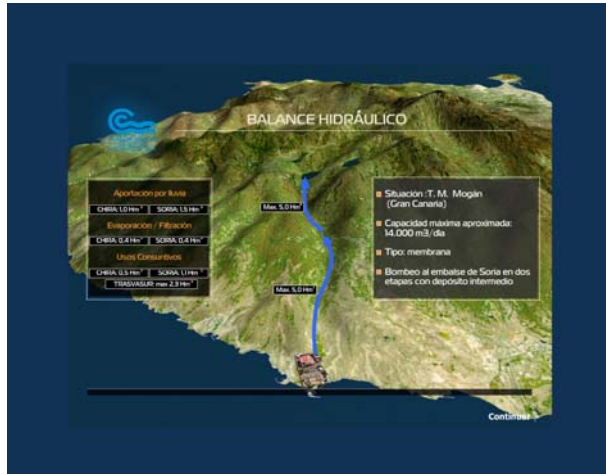 BALANCE HIDRÁULICO
Aportación por lluvia
CHIRA: 1,0 Hm³ SORIA: 1,5 Hm³
Evaporación / Filtración
CHIRA: 0,4 Hm³ SORIA: 0,4 Hm³
Usos Consuntivos
CHIRA: 0,5 Hm³ SORIA: 1,1 Hm³
TRASVASUR: max 2,3 Hm³
Max. 5,0 Hm³
Max. 5,0 Hm³
Situación :T. M. Mogán
(Gran Canaria)
Capacidad máxima aproximada:
14.000 m3/dia
Tipo: membrana
Bombeo al embalse de Soria en dos
etapas con depósito intermedio
Continuar